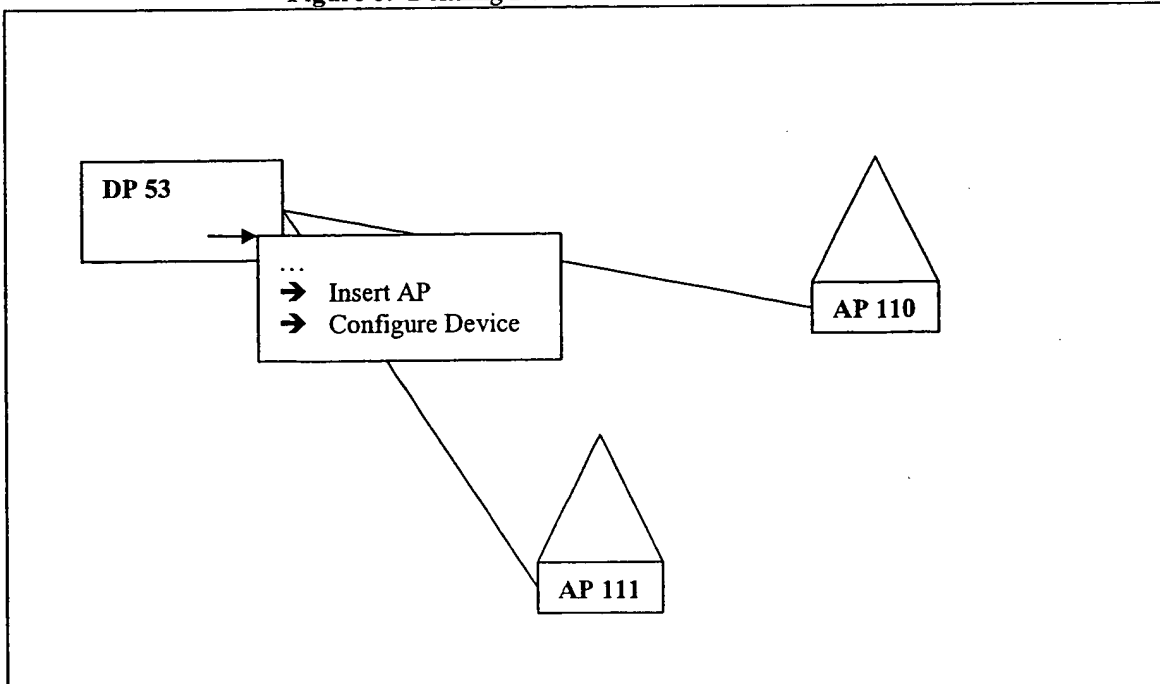 DP 53
...
➔ Insert AP
➔ Configure Device
AP 110
AP 111